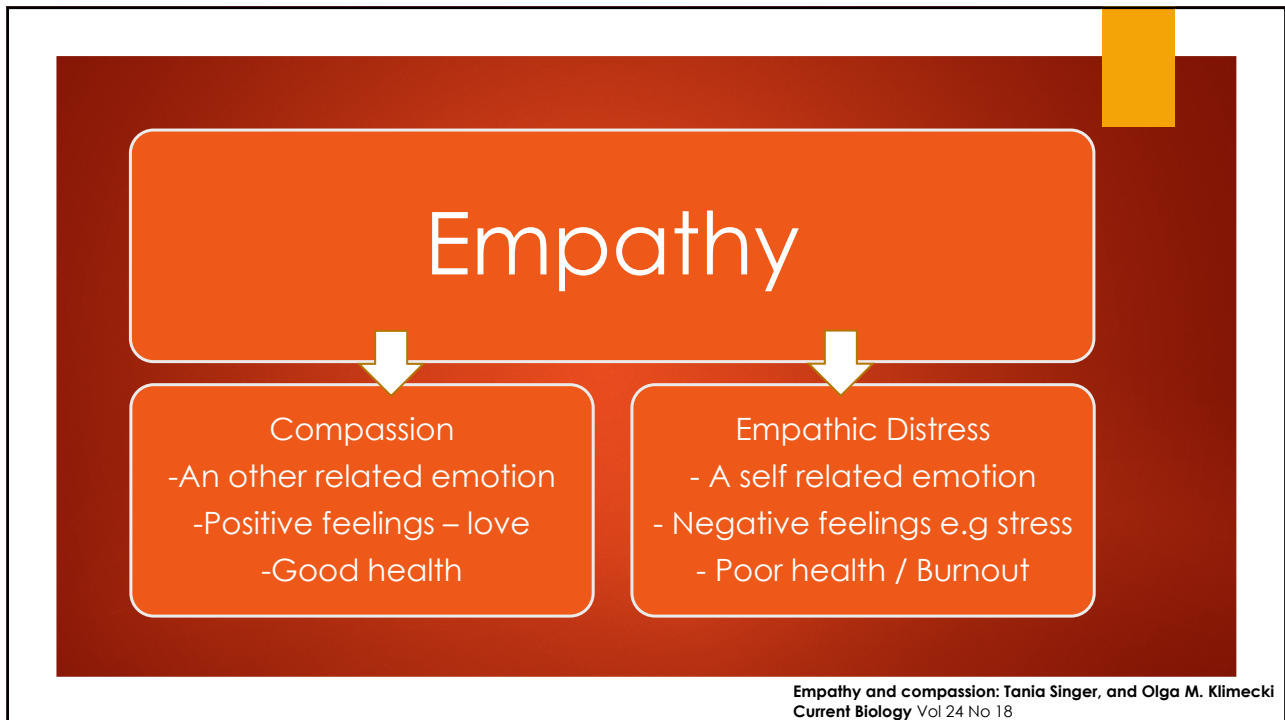 Empathy
Compassion
-An other related emotion
-Positive feelings – love
-Good health
Empathic Distress
- A self related emotion
- Negative feelings e.g stress
- Poor health / Burnout
Empathy and compassion: Tania Singer, and Olga M. Klimecki
Current Biology Vol 24 No 18